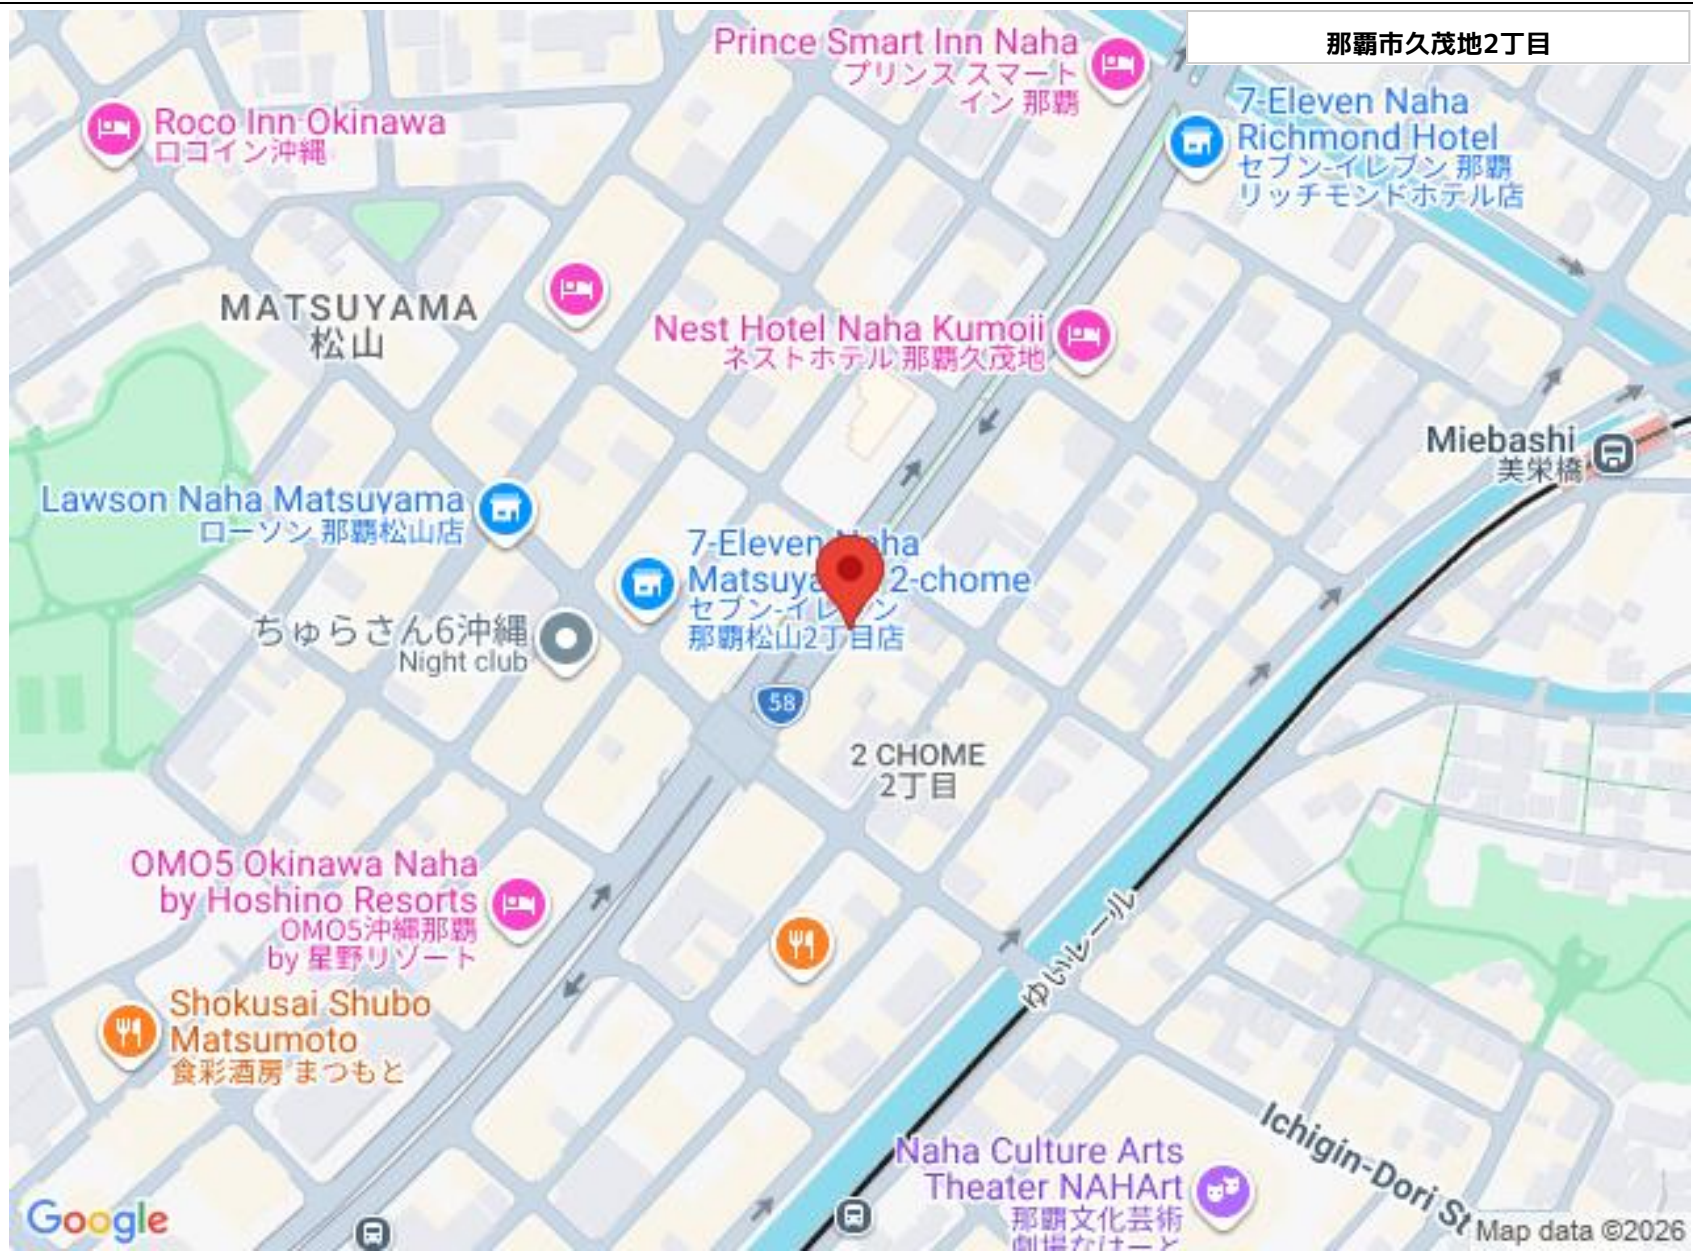 那覇市久茂地2丁目
Prince Smart Inn Naha
プリンス スマート
イン 那覇
7-Eleven Naha
Richmond Hotel
セブン-イレブン 那覇
リッチモンドホテル店
Roco Inn Okinawa
ロコイン沖縄
MATSUYAMA
松山
Nest Hotel Naha Kumoji
ネストホテル 那覇久茂地
Miebashi
美栄橋
Lawson Naha Matsuyama
ローソン 那覇松山店
7-Eleven Naha
Matsuyama 2-chome
セブン-イレブン
那覇松山2丁目店
ちゅらさん6沖縄
Night club
58
2 CHOME
2丁目
OMO5 Okinawa Naha
by Hoshino Resorts
OMO5沖縄那覇
by 星野リゾート
ゆいレール
Shokusai Shubo
Matsumoto
食彩酒房 まつもと
Ichigin-Dori St
Naha Culture Arts
Theater NAHArt
那覇文化芸術
劇場なはーと
Google
Map data ©2026